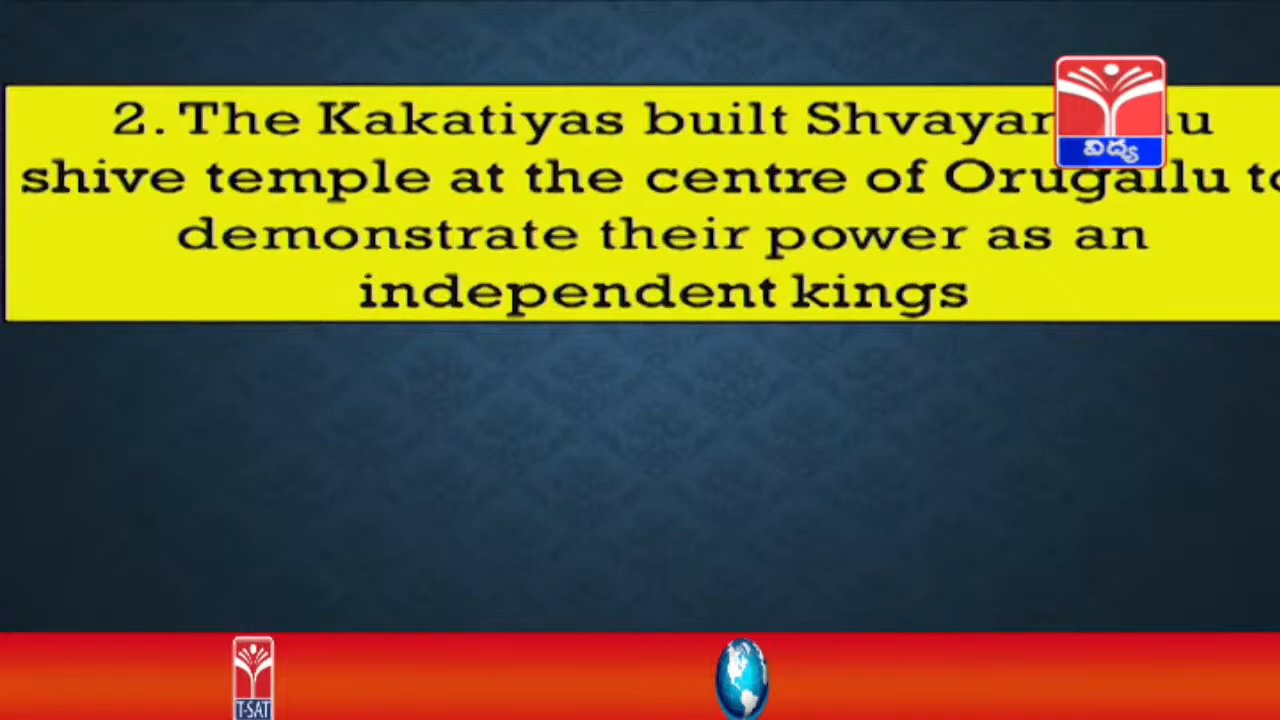 2. The Kakatiyas built
shive temple at the centre of Orugallu
demonstrate their power as an
independent kings
విద్య
T-SAT